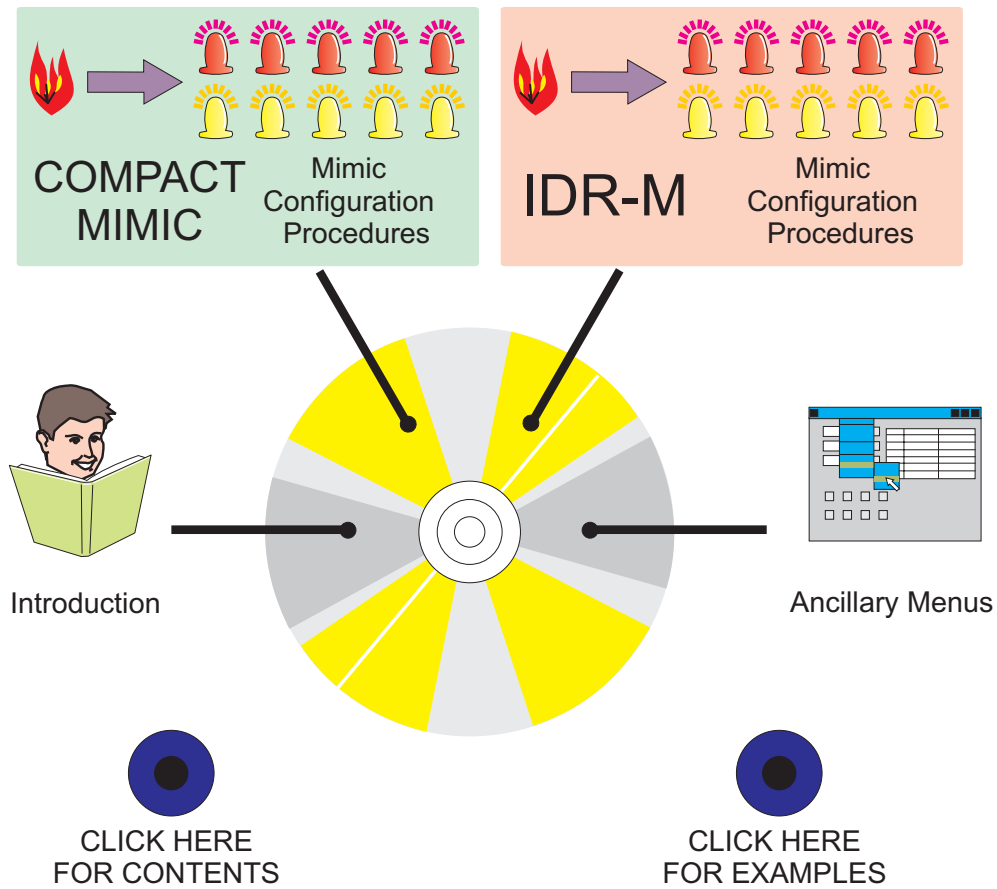 COMPACT
MIMIC
Mimic
Configuration
Procedures
IDR-M
Mimic
Configuration
Procedures
Introduction
Ancillary Menus
CLICK HERE
FOR CONTENTS
CLICK HERE
FOR EXAMPLES